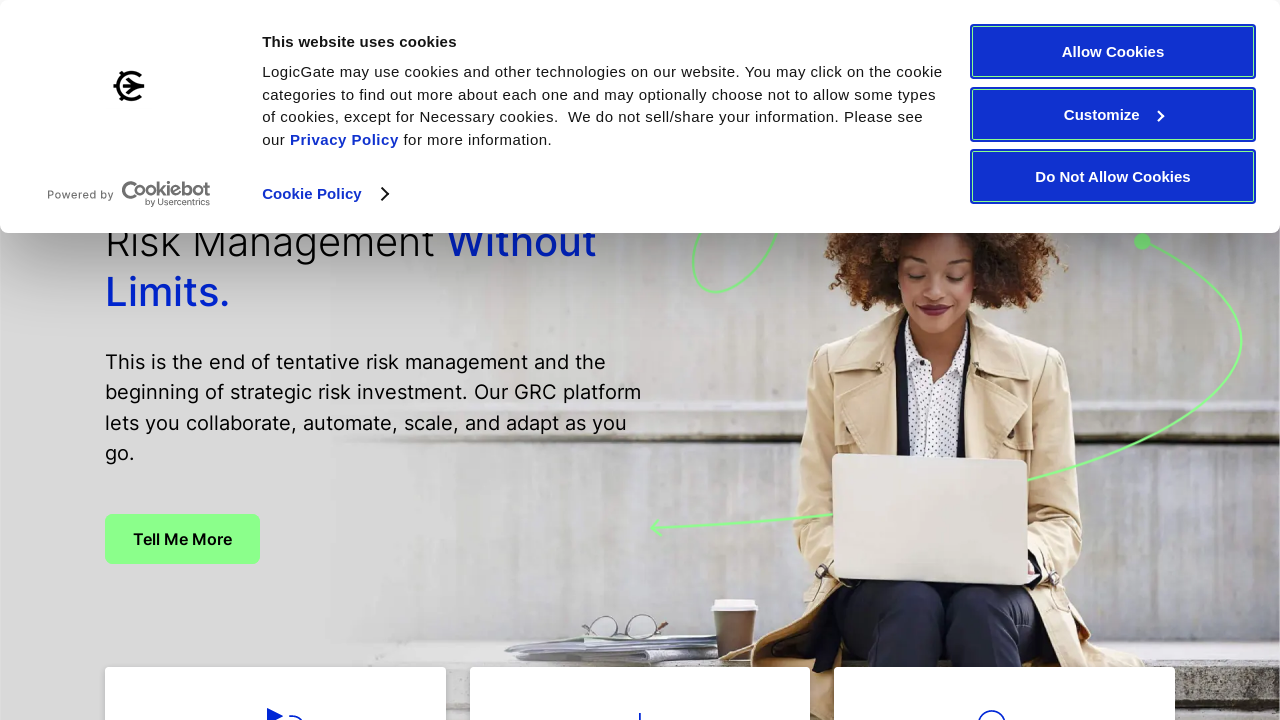 This website uses cookies
LogicGate may use cookies and other technologies on our website. You may click on the cookie
categories to find out more about each one and may optionally choose not to allow some types
of cookies, except for Necessary cookies.  We do not sell/share your information. Please see
our Privacy Policy for more information.
Cookie Policy
Powered by Cookiebot
by Usercentrics
Allow Cookies
Customize
Do Not Allow Cookies
Risk Management Without
Limits.
This is the end of tentative risk management and the
beginning of strategic risk investment. Our GRC platform
lets you collaborate, automate, scale, and adapt as you
go.
Tell Me More